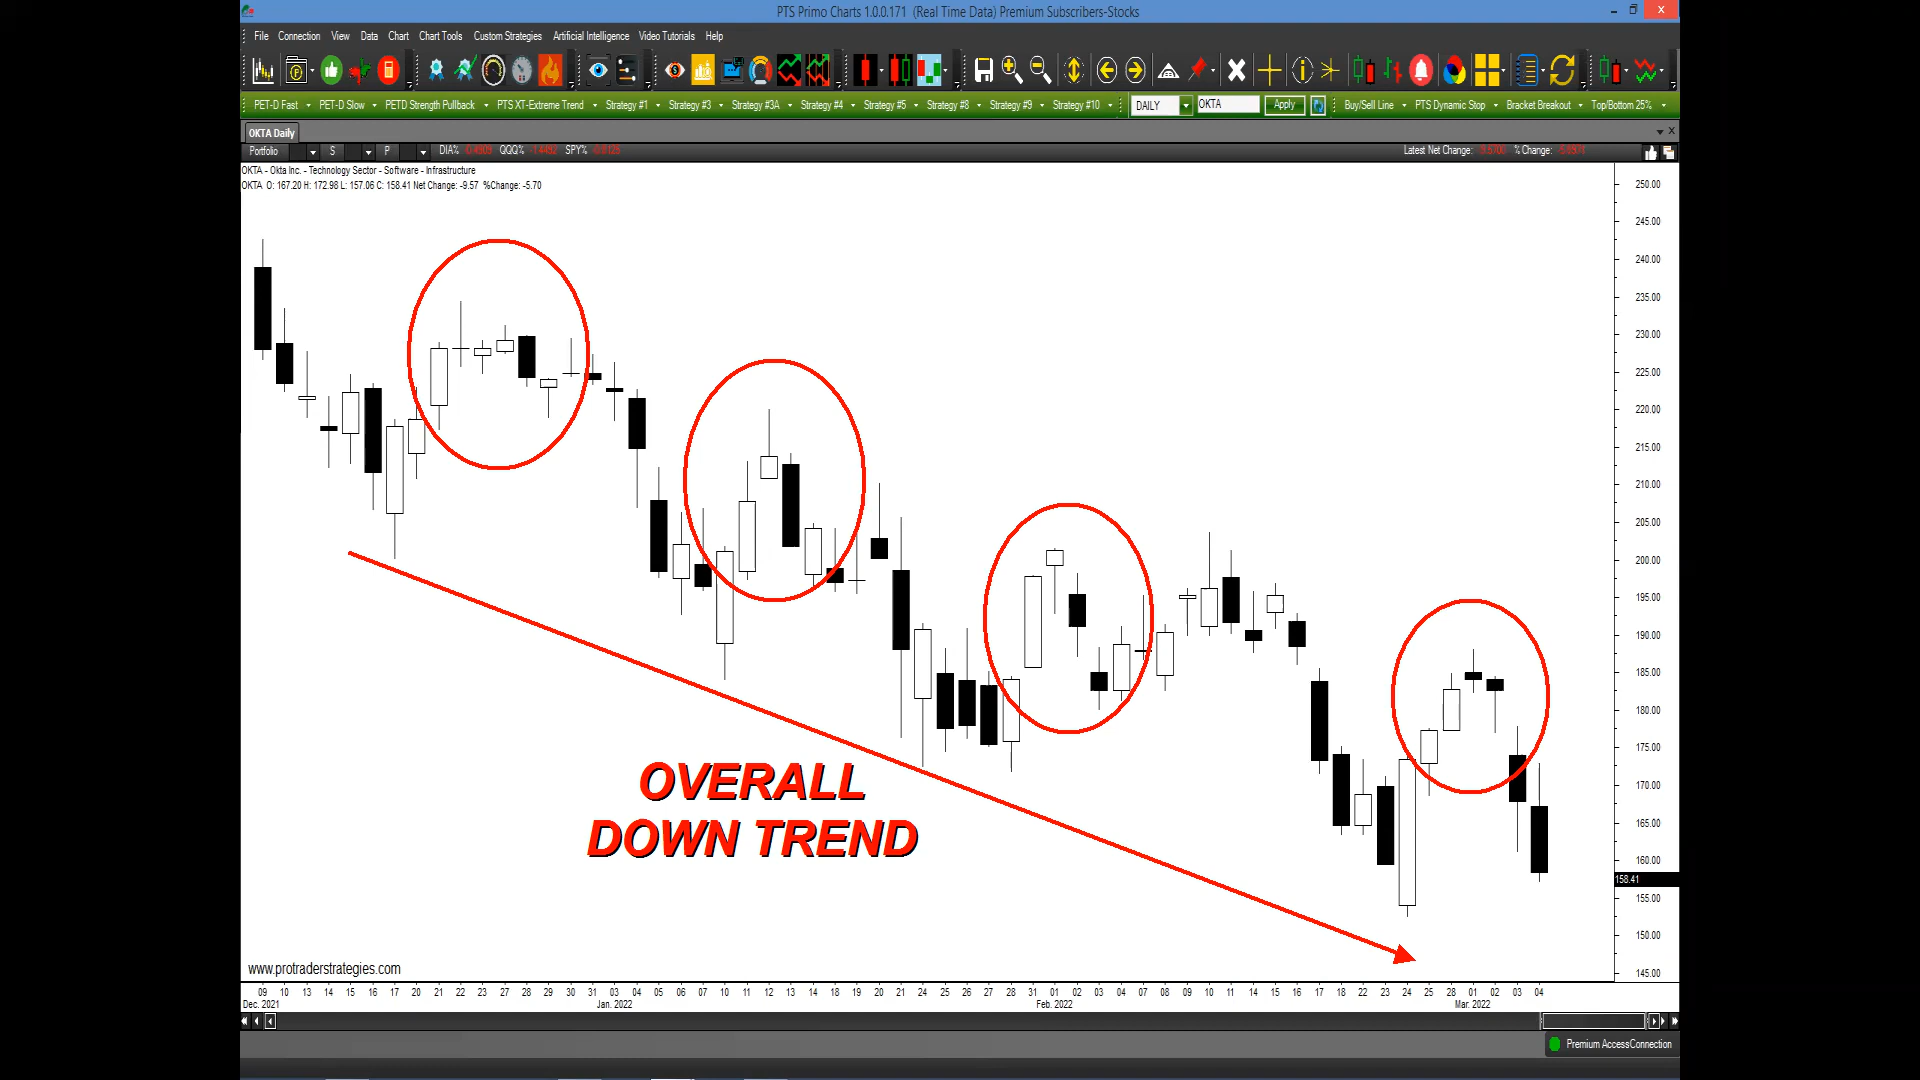 PTS Primo Charts 1.0.0.171 (Real Time Data) Premium Subscribers-Stocks
File Connection View Data Chart Chart Tools Custom Strategies Artificial Intelligence Video Tutorials Help
PET-D Fast PET-D Slow PETD Strength Pullback PTS XT-Extreme Trend Strategy #1 Strategy #3 Strategy #3A Strategy #4 Strategy #5 Strategy #8 Strategy #9 Strategy #10 DAILY OKTA Apply Buy/Sell Line PTS Dynamic Stop Bracket Breakout Top/Bottom 25%
OKTA Daily
Portfolio S P DIA% QQQ% SPY% Latest Net Change: % Change:
OKTA - Okta Inc. - Technology Sector - Software - Infrastructure
OKTA O: 167.20 H: 172.98 L: 157.06 C: 158.41 Net Change: -9.57 %Change: -5.70
250.00
245.00
240.00
235.00
230.00
225.00
220.00
215.00
210.00
205.00
200.00
195.00
190.00
185.00
180.00
175.00
170.00
165.00
160.00
158.41
155.00
150.00
145.00
OVERALL
DOWN TREND
www.protraderstrategies.com
09 10 13 14 15 16 17 20 21 22 23 27 28 29 30 31 03 04 05 06 07 10 11 12 13 14 18 19 20 21 24 25 26 27 28 31 01 02 03 04 07 08 09 10 11 14 15 16 17 18 22 23 24 25 28 01 02 03 04
Dec. 2021 Jan. 2022 Feb. 2022 Mar. 2022
Premium AccessConnection